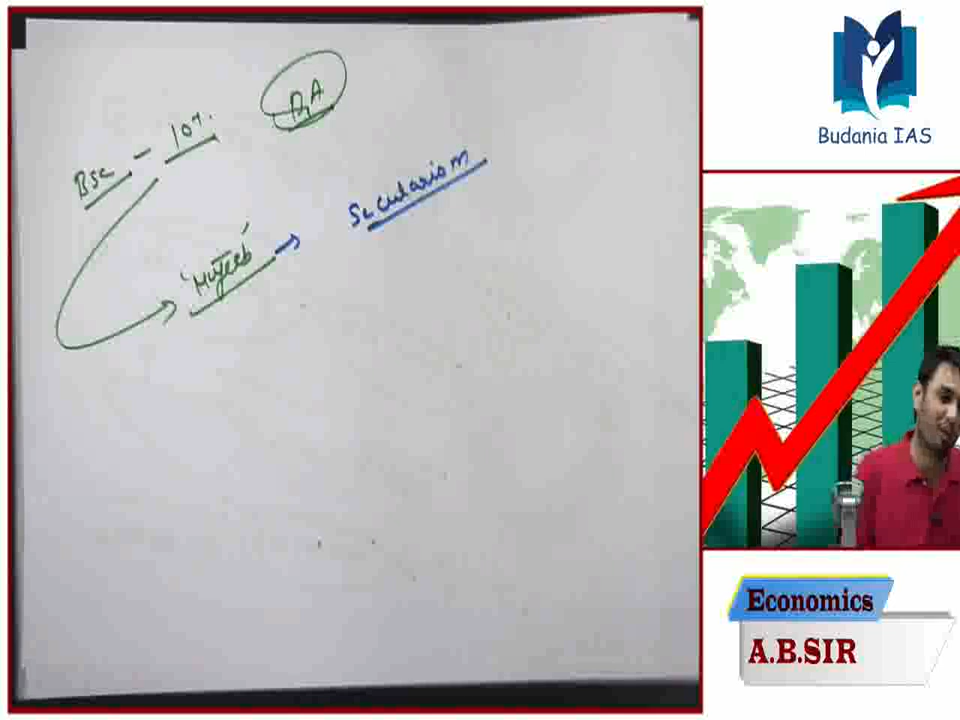 BA
BSc - 10%
Secularism
'Mujeeb' →
Budania IAS
Economics
A.B.SIR